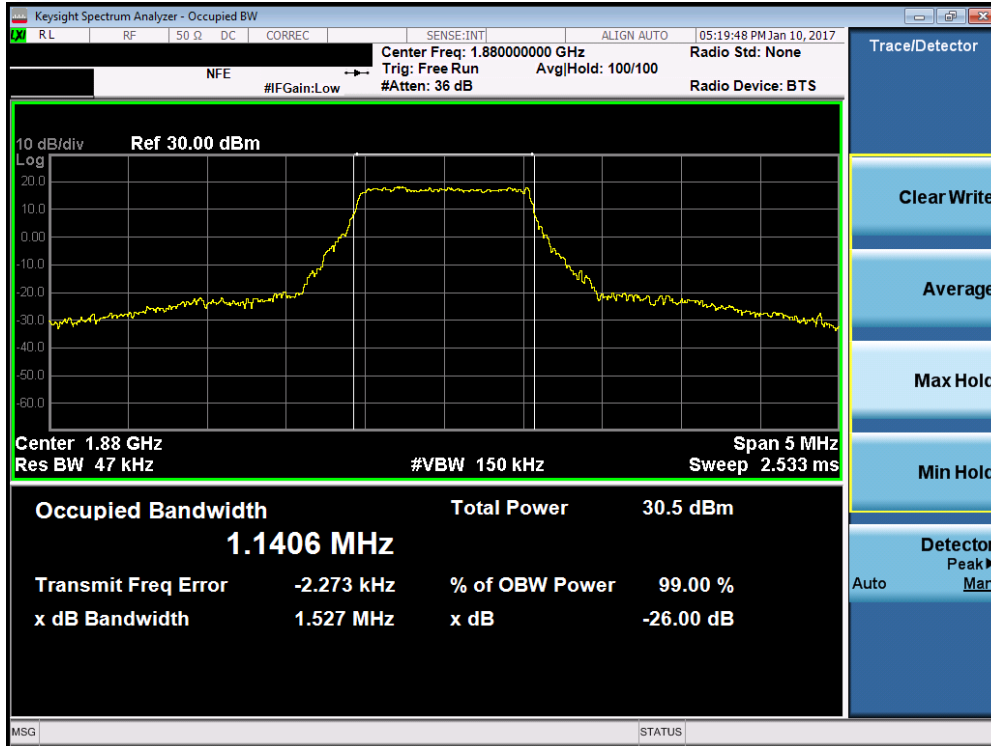 Keysight Spectrum Analyzer - Occupied BW
LXI RL RF 50 Ω DC CORREC SENSE:INT ALIGN AUTO 05:19:48 PM Jan 10, 2017
Center Freq: 1.880000000 GHz Radio Std: None
NFE Trig: Free Run Avg|Hold: 100/100
#IFGain:Low #Atten: 36 dB Radio Device: BTS
10 dB/div Ref 30.00 dBm
Log
20.0
10.0
0.00
-10.0
-20.0
-30.0
-40.0
-50.0
-60.0
Center 1.88 GHz Span 5 MHz
Res BW 47 kHz #VBW 150 kHz Sweep 2.533 ms
Occupied Bandwidth Total Power 30.5 dBm
1.1406 MHz
Transmit Freq Error -2.273 kHz % of OBW Power 99.00 %
x dB Bandwidth 1.527 MHz x dB -26.00 dB
MSG STATUS
Trace/Detector
Clear Write
Average
Max Hold
Min Hold
Detector
Peak
Auto Man